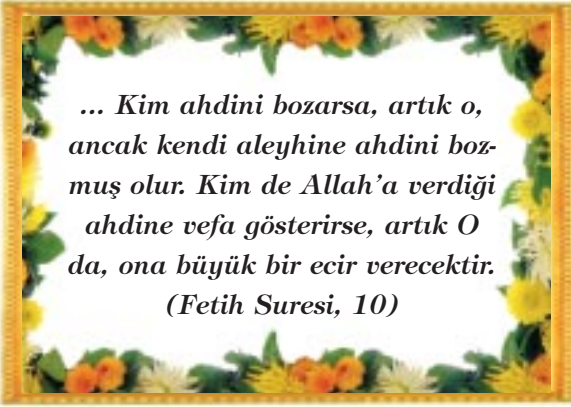 ... Kim ahdini bozarsa, artık o,
ancak kendi aleyhine ahdini boz-
muş olur. Kim de Allah’a verdiği
ahdine vefa gösterirse, artık O
da, ona büyük bir ecir verecektir.
(Fetih Suresi, 10)